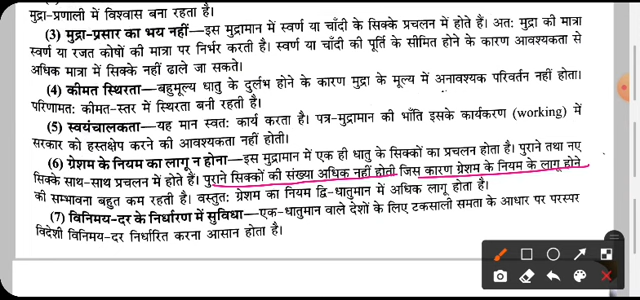 मुद्रा-प्रणाली में विश्वास बना रहता है।
(3) मुद्रा-प्रसार का भय नहीं—इस मुद्रामान में स्वर्ण या चाँदी के सिक्के प्रचलन में होते हैं। अत: मुद्रा की मात्रा
स्वर्ण या रजत कोषों की मात्रा पर निर्भर करती है। स्वर्ण या चाँदी की पूर्ति के सीमित होने के कारण आवश्यकता से
अधिक मात्रा में सिक्के नहीं ढाले जा सकते।
(4) कीमत स्थिरता—बहुमूल्य धातु के दुर्लभ होने के कारण मुद्रा के मूल्य में अनावश्यक परिवर्तन नहीं होता।
परिणामत: कीमत-स्तर में स्थिरता बनी रहती है।
(5) स्वयंचालकता—यह मान स्वत: कार्य करता है। पत्र-मुद्रामान की भाँति इसके कार्यकरण (working) में
सरकार को हस्तक्षेप करने की आवश्यकता नहीं होती।
(6) ग्रेशम के नियम का लागू न होना—इस मुद्रामान में एक ही धातु के सिक्कों का प्रचलन होता है। पुराने तथा नए
सिक्के साथ-साथ प्रचलन में होते हैं। पुराने सिक्कों की संख्या अधिक नहीं होती जिस कारण ग्रेशम के नियम के लागू होने
की सम्भावना बहुत कम रहती है। वस्तुत: ग्रेशम का नियम द्वि-धातुमान में अधिक लागू होता है।
(7) विनिमय-दर के निर्धारण में सुविधा—एक-धातुमान वाले देशों के लिए टकसाली समता के आधार पर परस्पर
विदेशी विनिमय-दर निर्धारित करना आसान होता है।